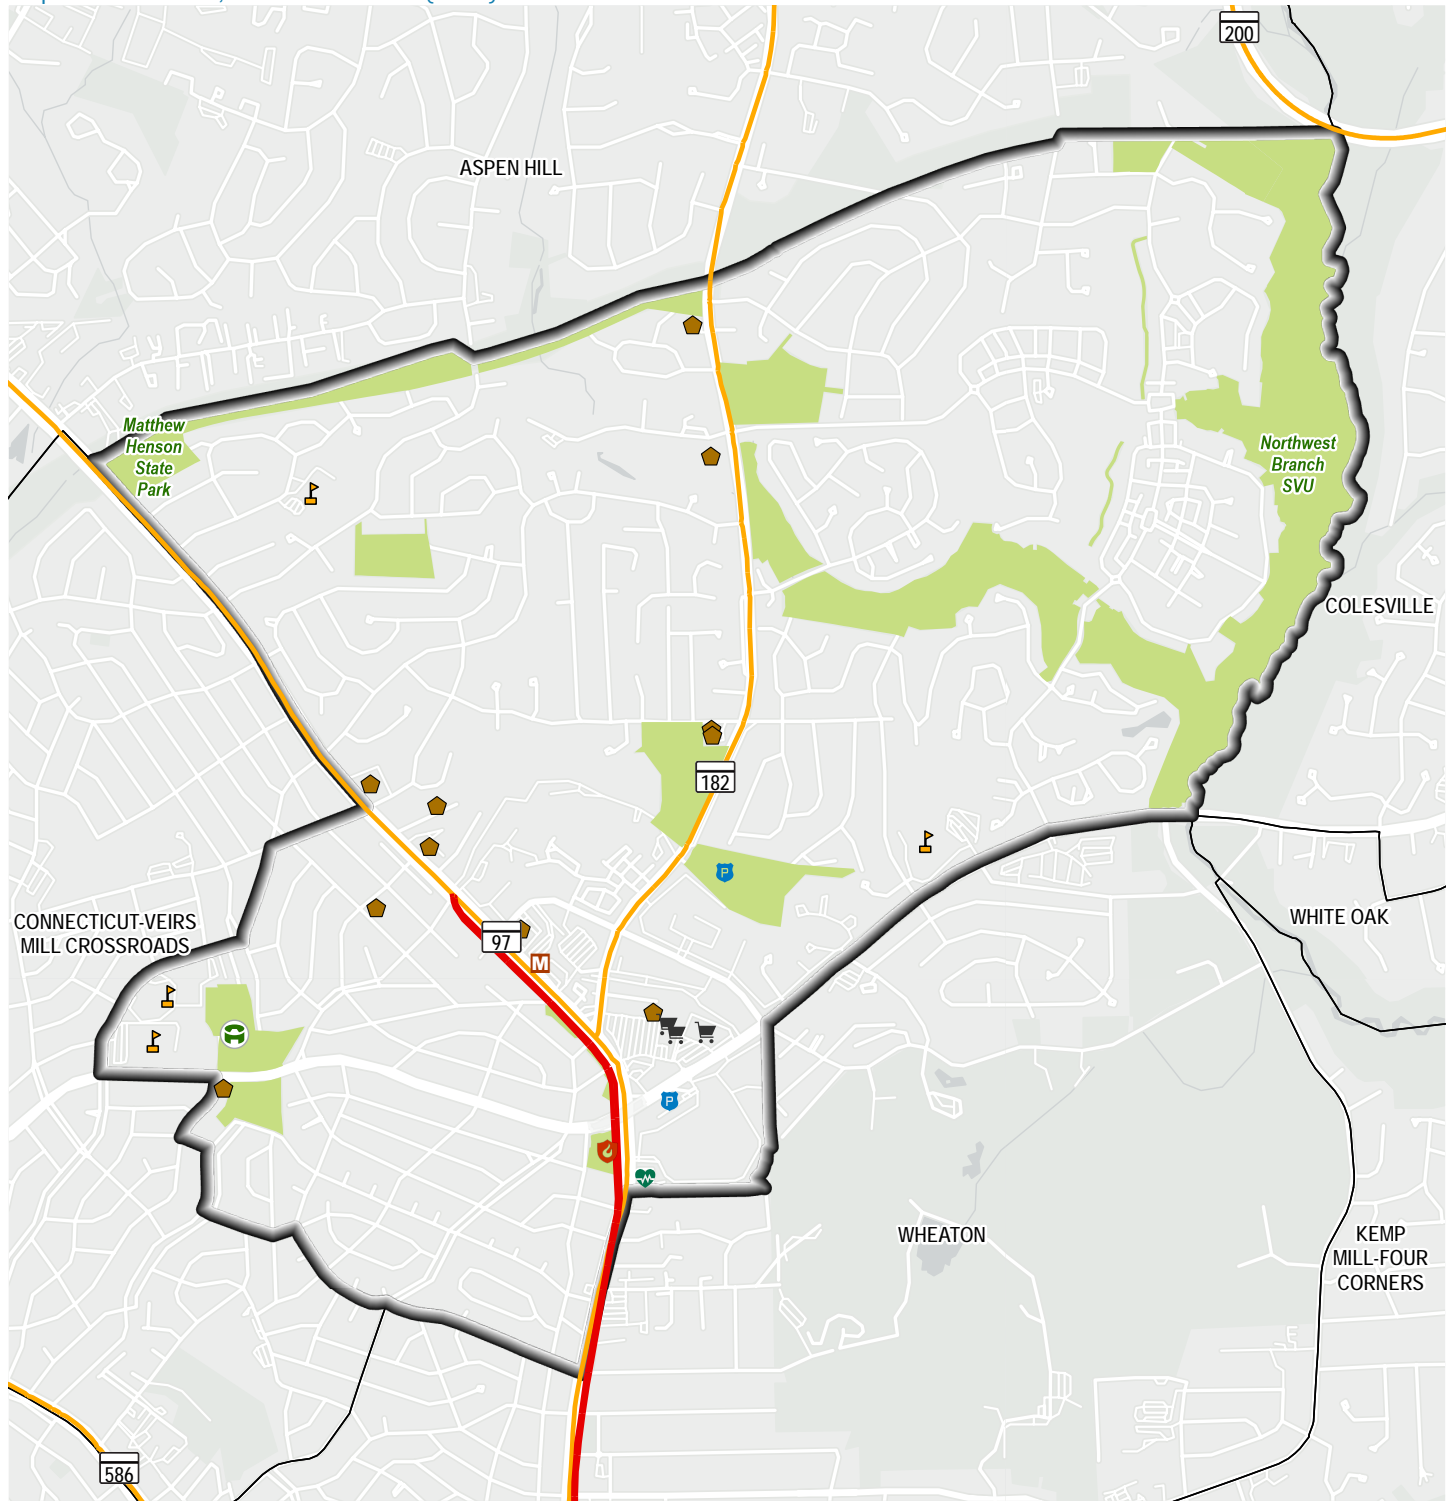 200
ASPEN HILL
Matthew
Henson
State
Park
Northwest
Branch
SVU
COLESVILLE
182
P
CONNECTICUT-VEIRS
MILL CROSSROADS
97
WHITE OAK
M
P
WHEATON
KEMP
MILL-FOUR
CORNERS
586